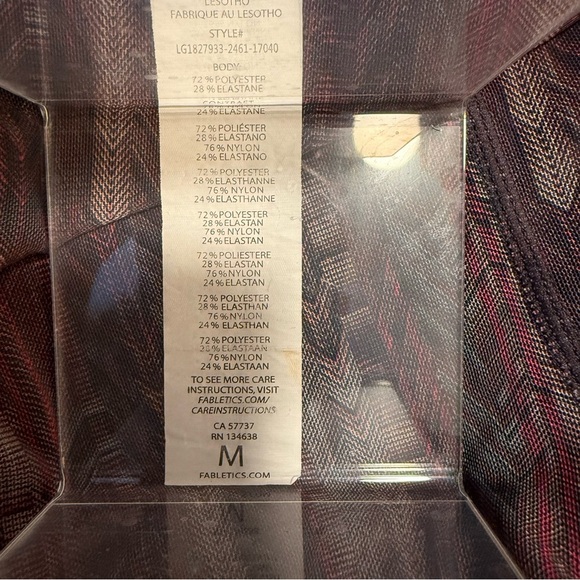 LESOTHO
FABRIQUE AU LESOTHO
STYLE#
LG1827933-2461-17040
BODY
72% POLYESTER
28% ELASTANE
CONTRAST
24% ELASTANE
72% POLIÉSTER
28% ELASTANO
76% NYLON
24% ELASTANO
72% POLYESTER
28% ELASTHANNE
76% NYLON
24% ELASTHANNE
72% POLYESTER
28% ELASTAN
76% NYLON
24% ELASTAN
72% POLIESTERE
28% ELASTAN
76% NYLON
24% ELASTAN
72% POLYESTER
28% ELASTHAN
76% NYLON
24% ELASTHAN
72% POLYESTER
28% ELASTAAN
76% NYLON
24% ELASTAAN
TO SEE MORE CARE
INSTRUCTIONS, VISIT
FABLETICS.COM/
CAREINSTRUCTIONS
CA 57737
RN 134638
M
FABLETICS.COM